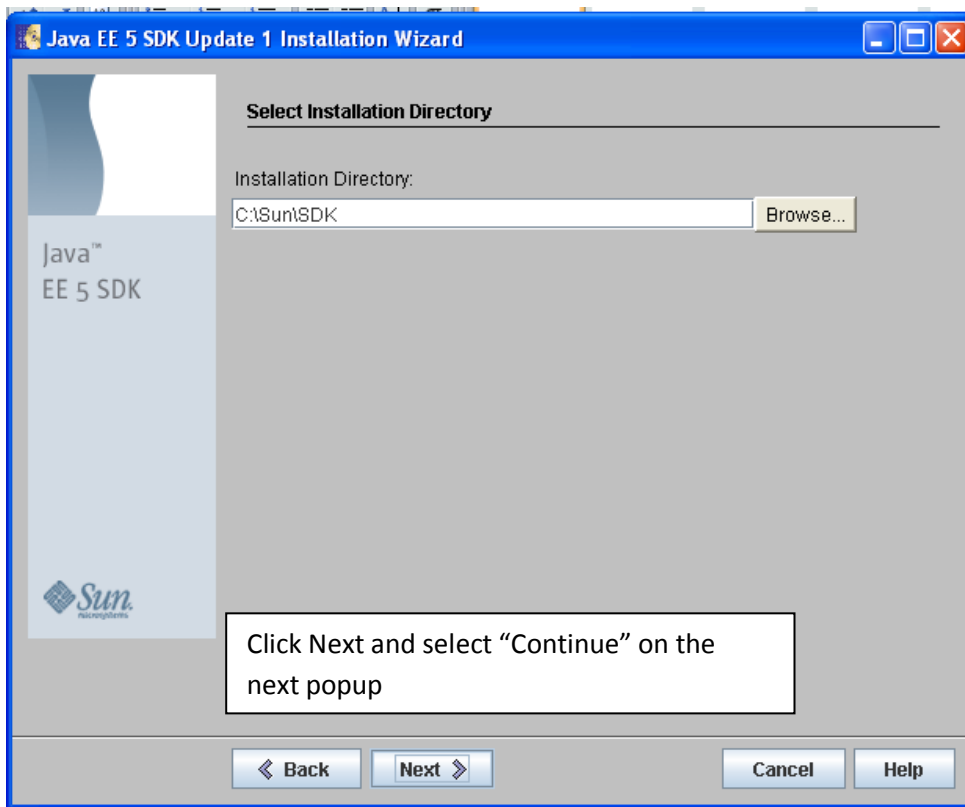 Java EE 5 SDK Update 1 Installation Wizard
Select Installation Directory
Installation Directory:
C:\Sun\SDK
Browse...
Java™
EE 5 SDK
Sun
microsystems
Click Next and select “Continue” on the
next popup
Back
Next
Cancel
Help